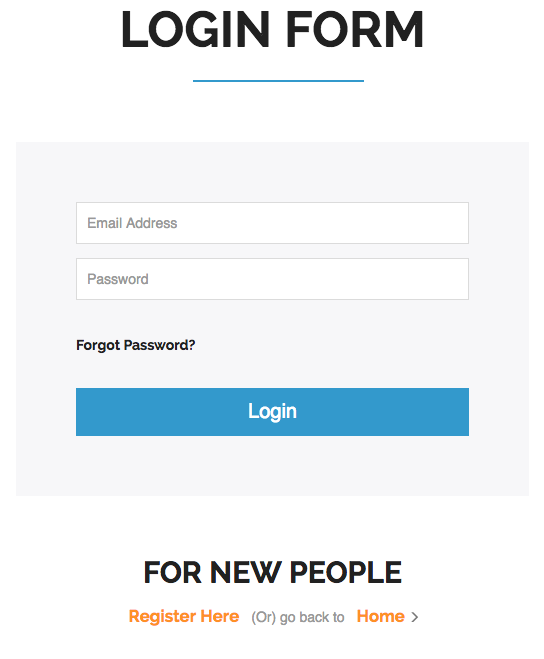 LOGIN FORM
Email Address
Password
Forgot Password?
Login
FOR NEW PEOPLE
Register Here (Or) go back to Home >